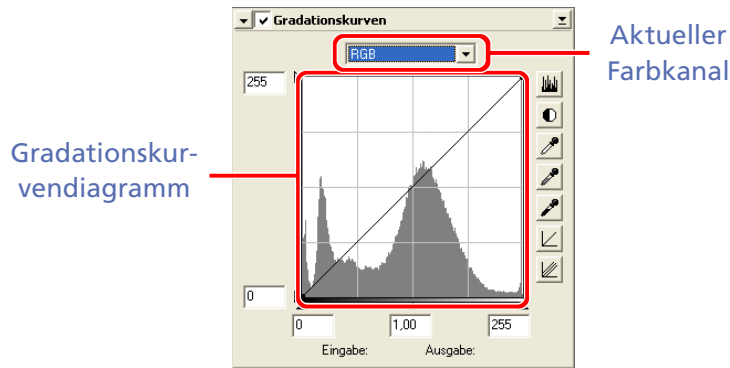 Gradationskurven
RGB
Aktueller
Farbkanal
255
Gradationskur-
vendiagramm
0
0 1,00 255
Eingabe: Ausgabe: